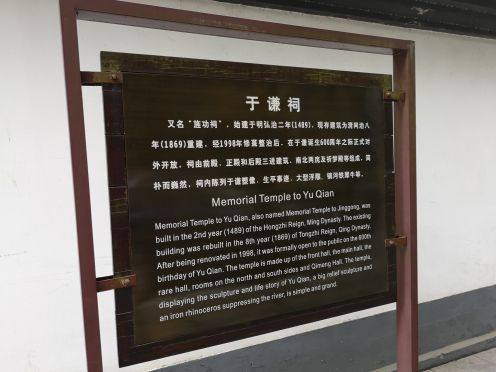 于谦祠
又名“旌功祠”，始建于明弘治二年(1489)，现存建筑为清同治八
年(1869)重建，经1998年修葺整治后，在于谦诞生600周年之际正式对
外开放。祠由前殿、正殿和后殿三进建筑，南北两房及祈梦殿等组成，简
朴而巍然。祠内陈列于谦塑像、生平事迹、大型浮雕、镇河铁犀牛等。
Memorial Temple to Yu Qian
Memorial Temple to Yu Qian, also named Memorial Temple to Jinggong, was
built in the 2nd year (1489) of the Hongzhi Reign, Ming Dynasty. The existing
building was rebuilt in the 8th year (1869) of Tongzhi Reign, Qing Dynasty.
After being renovated in 1998, it was formally open to the public on the 600th
birthday of Yu Qian. The temple is made up of the front hall, the main hall, the
rare hall, rooms on the north and south sides and Qimeng Hall. The temple,
displaying the sculpture and life story of Yu Qian, a big relief sculpture and
an iron rhinoceros suppressing the river, is simple and grand.